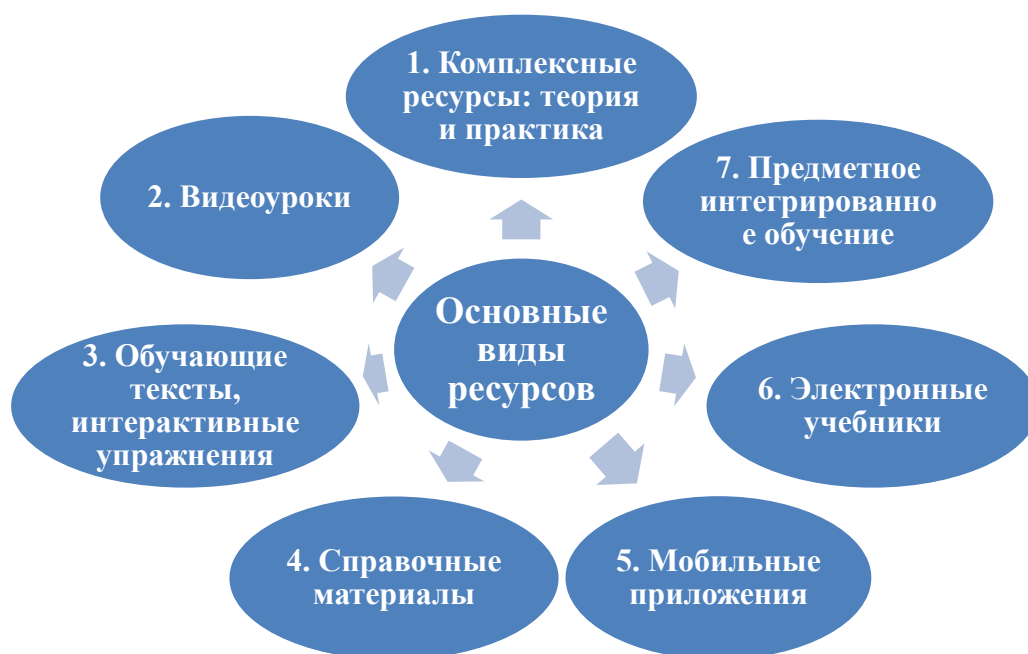 1. Комплексные
ресурсы: теория
и практика
2. Видеоуроки
3. Обучающие
тексты,
интерактивные
упражнения
4. Справочные
материалы
5. Мобильные
приложения
6. Электронные
учебники
7. Предметное
интегрированно
е обучение
Основные
виды
ресурсов